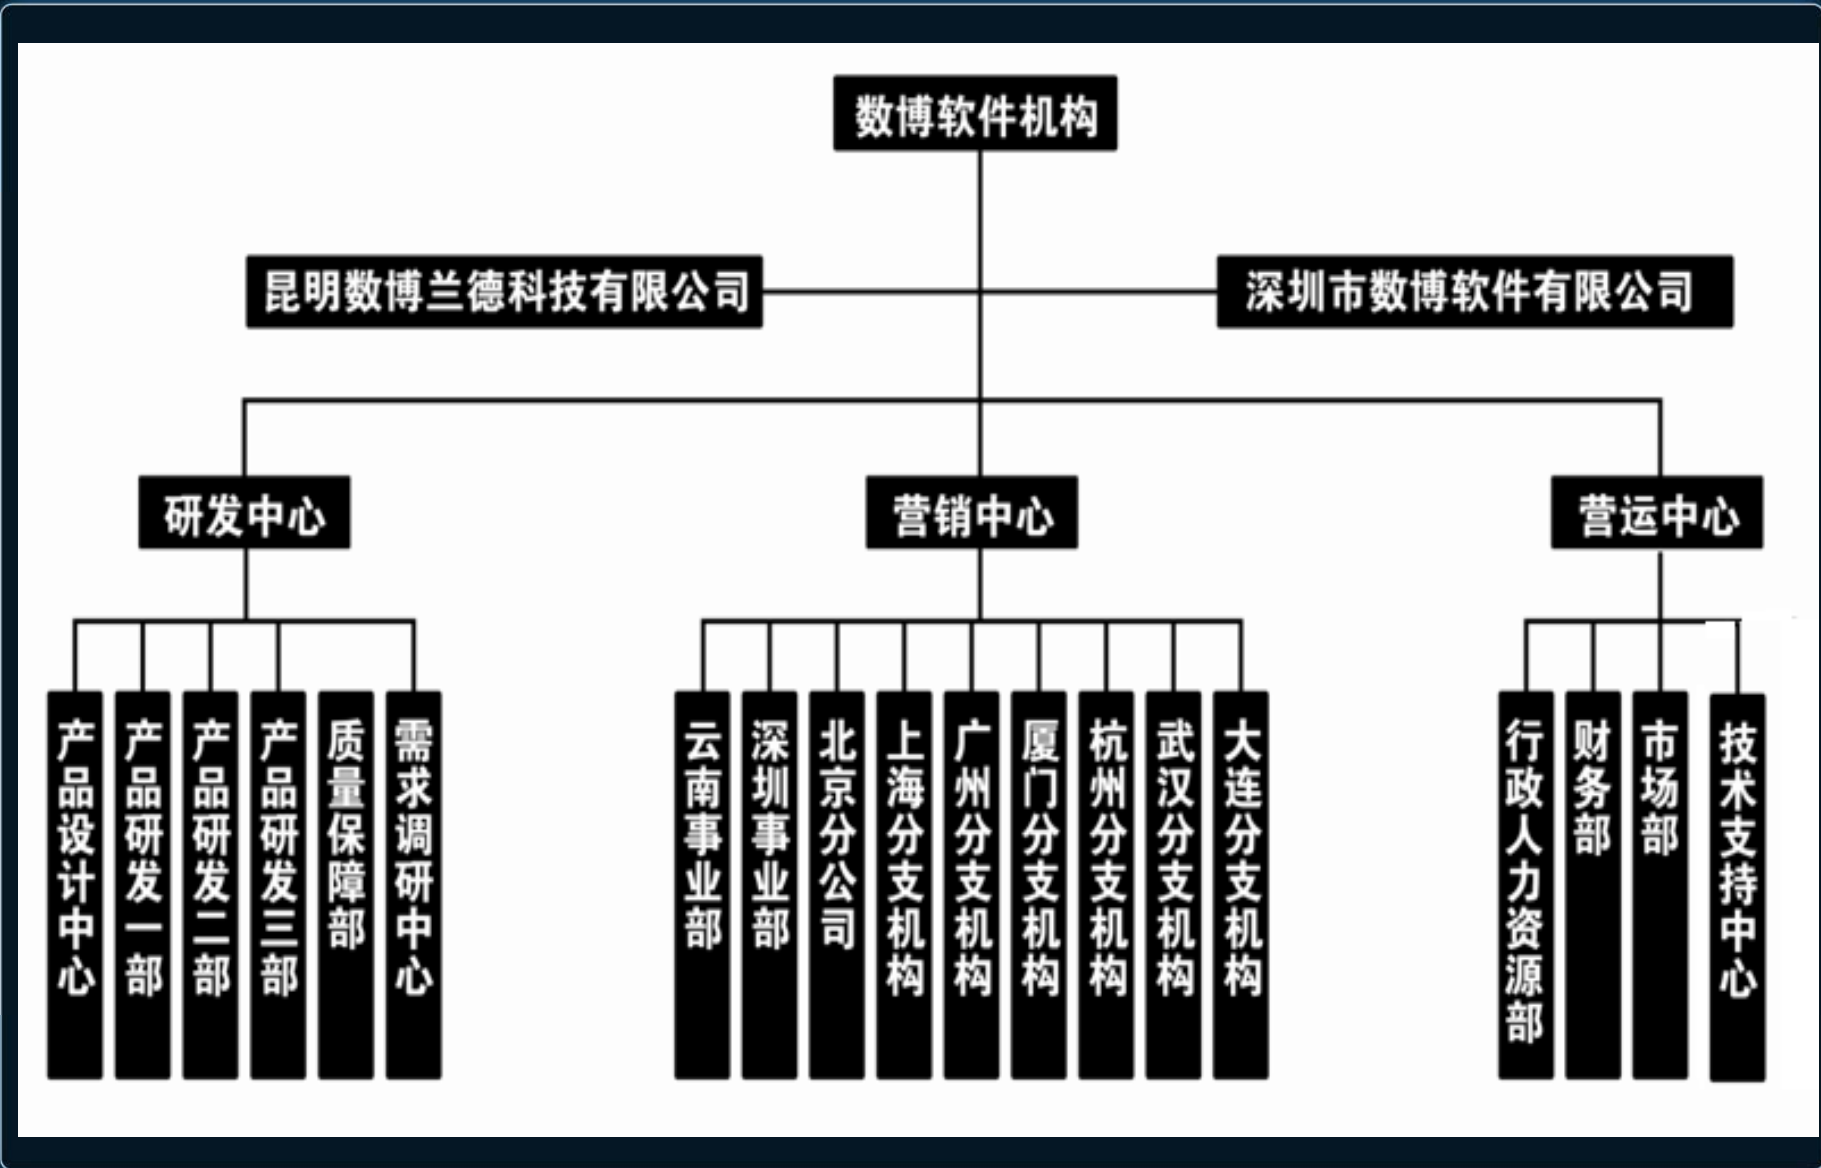 数博软件机构
昆明数博兰德科技有限公司
深圳市数博软件有限公司
研发中心
营销中心
营运中心
产品设计中心
产品研发一部
产品研发二部
产品研发三部
质量保障部
需求调研中心
云南事业部
深圳事业部
北京分公司
上海分支机构
广州分支机构
厦门分支机构
杭州分支机构
武汉分支机构
大连分支机构
行政人力资源部
财务部
市场部
技术支持中心